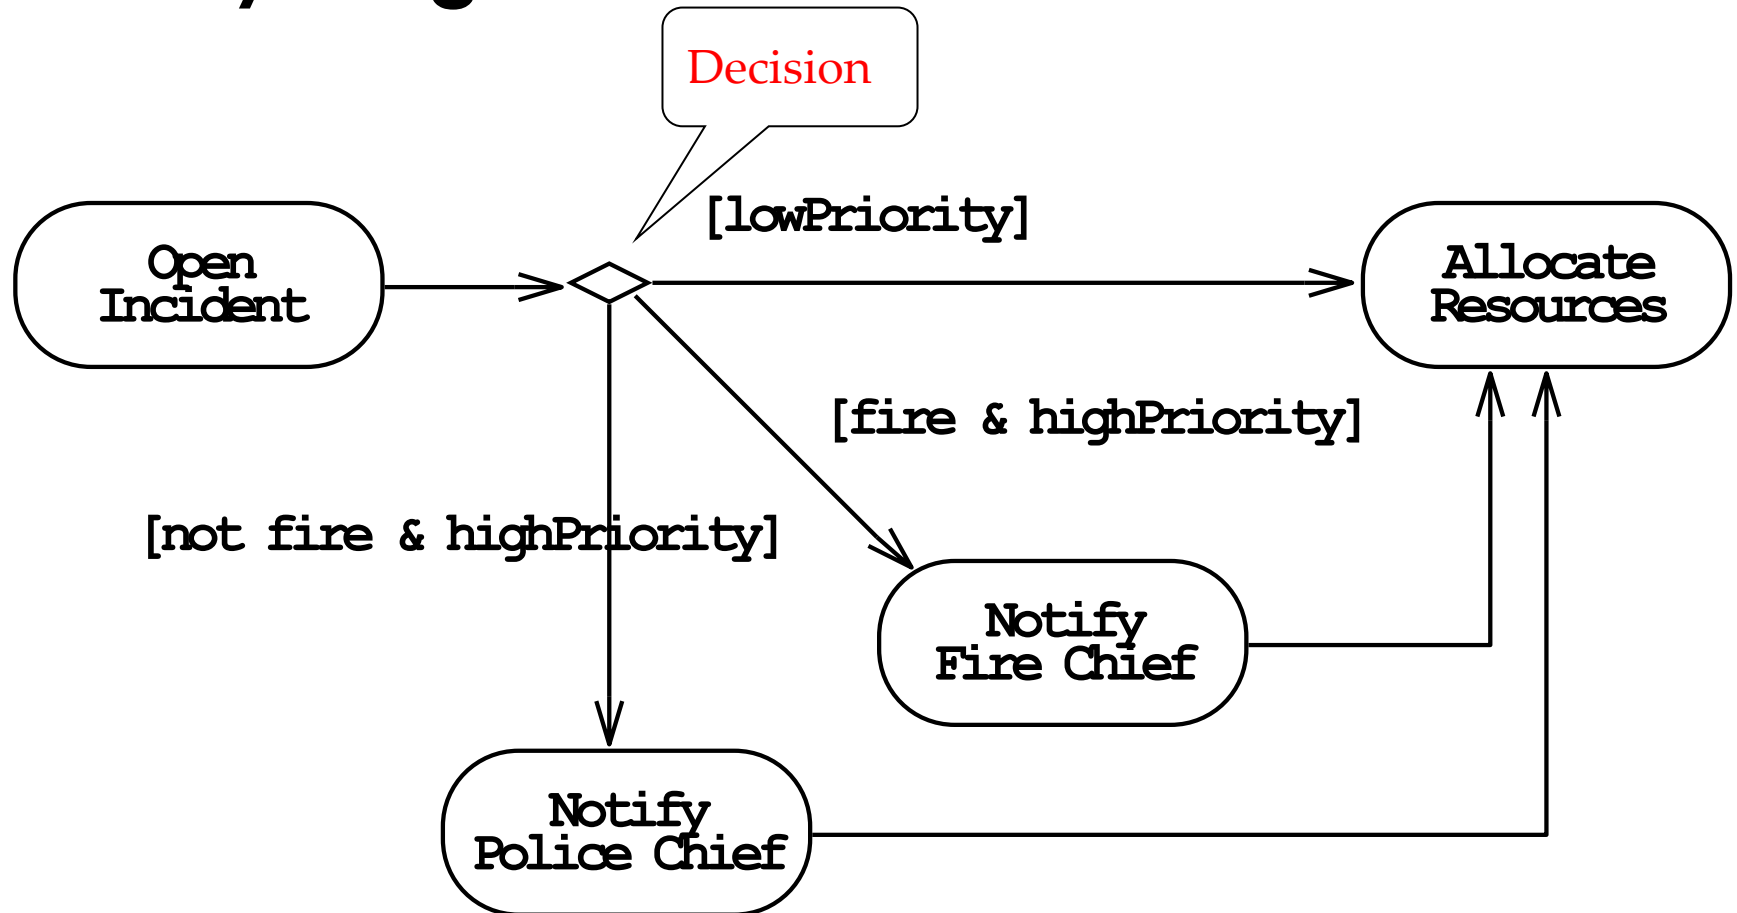 Decision
[lowPriority]
Open
Incident
Allocate
Resources
[fire & highPriority]
[not fire & highPriority]
Notify
Fire Chief
Notify
Police Chief